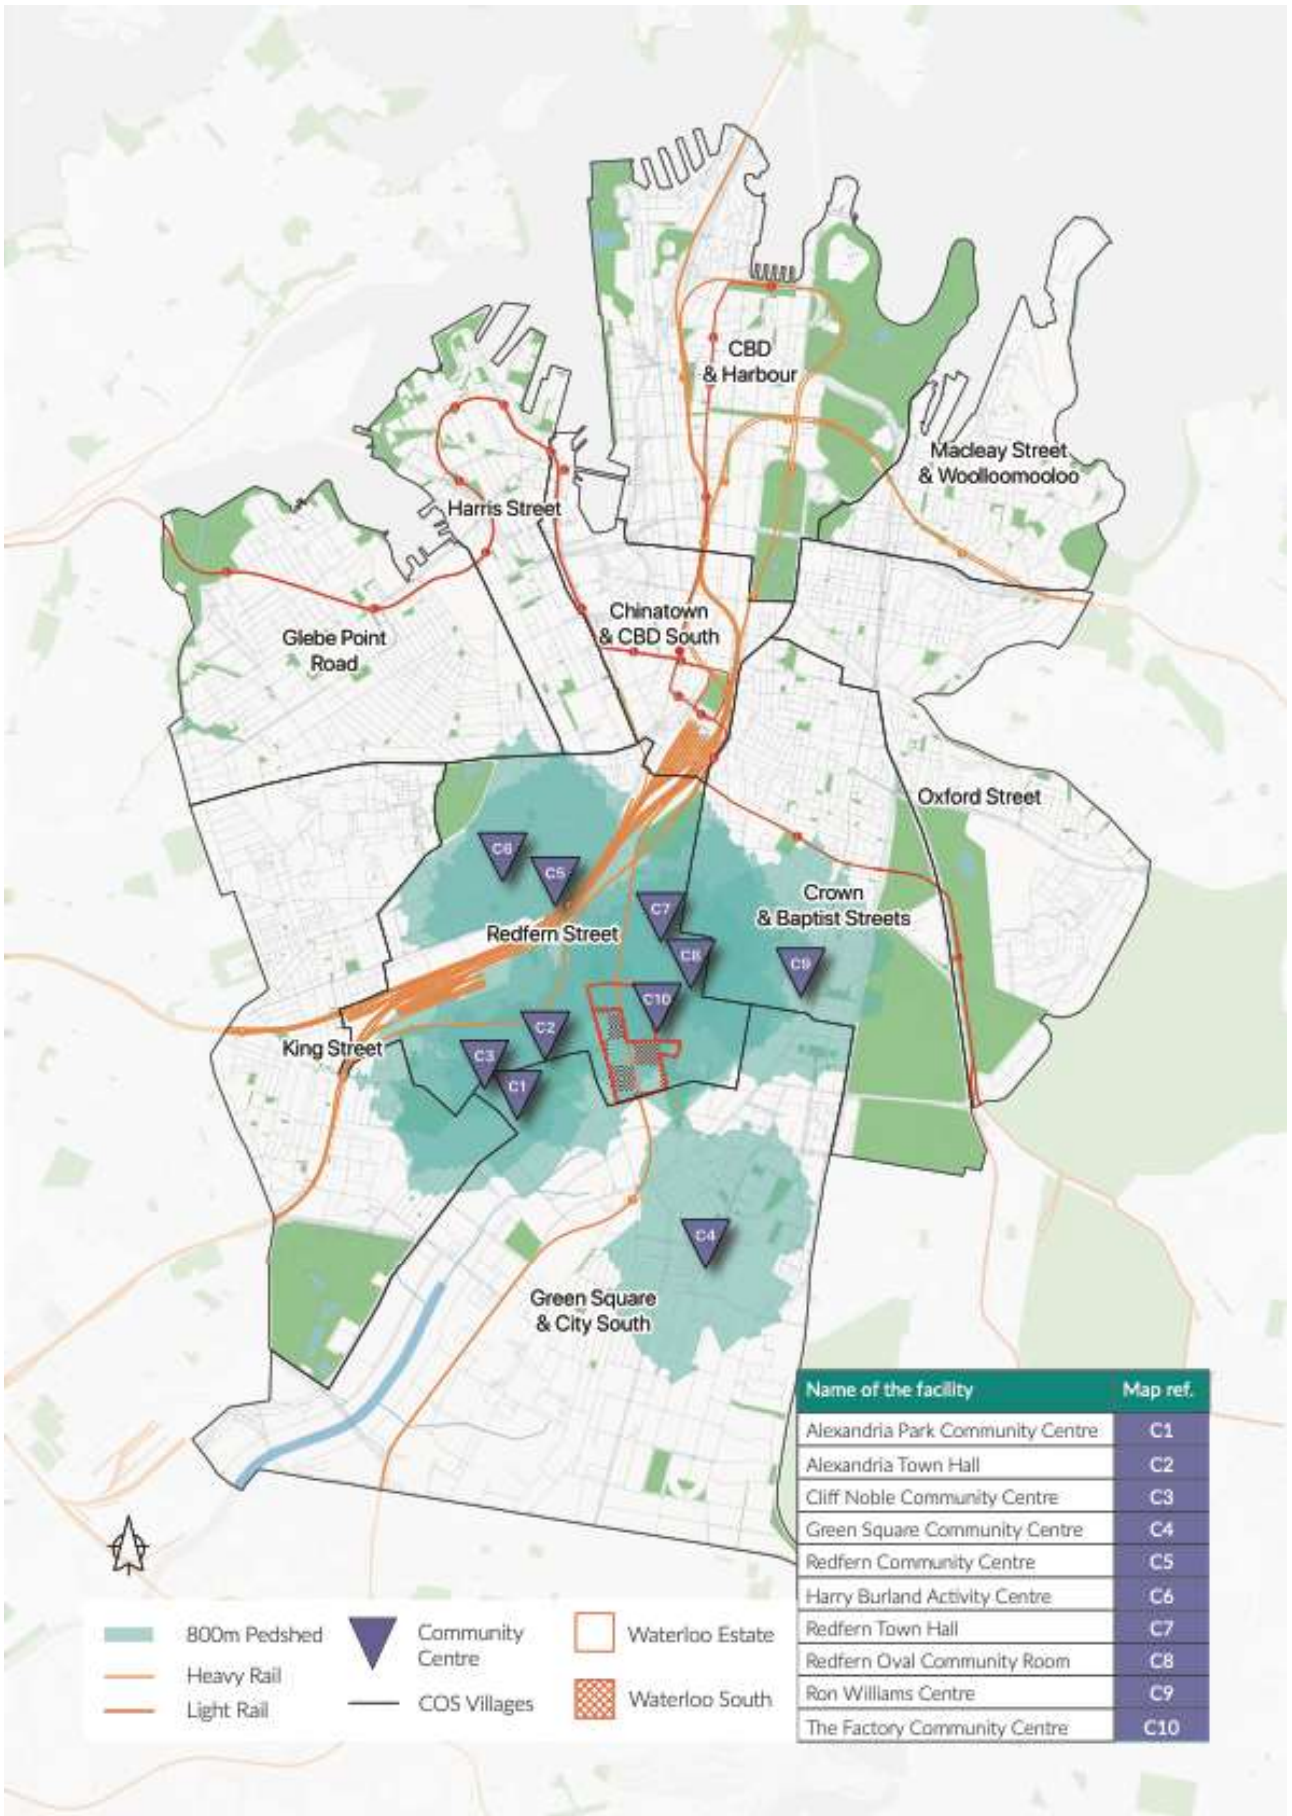 CBD
& Harbour
Macleay Street
& Woolloomooloo
Harris Street
Chinatown
& CBD South
Glebe Point
Road
Oxford Street
C6
C5
Crown
& Baptist Streets
C7
Redfern Street
C8
C9
C10
C2
King Street
C3
C1
C4
Green Square
& City South
Name of the facility Map ref.
Alexandria Park Community Centre C1
Alexandria Town Hall C2
Cliff Noble Community Centre C3
Green Square Community Centre C4
Redfern Community Centre C5
Harry Burland Activity Centre C6
Redfern Town Hall C7
Redfern Oval Community Room C8
Ron Williams Centre C9
The Factory Community Centre C10
800m Pedshed
Heavy Rail
Light Rail
Community
Centre
COS Villages
Waterloo Estate
Waterloo South